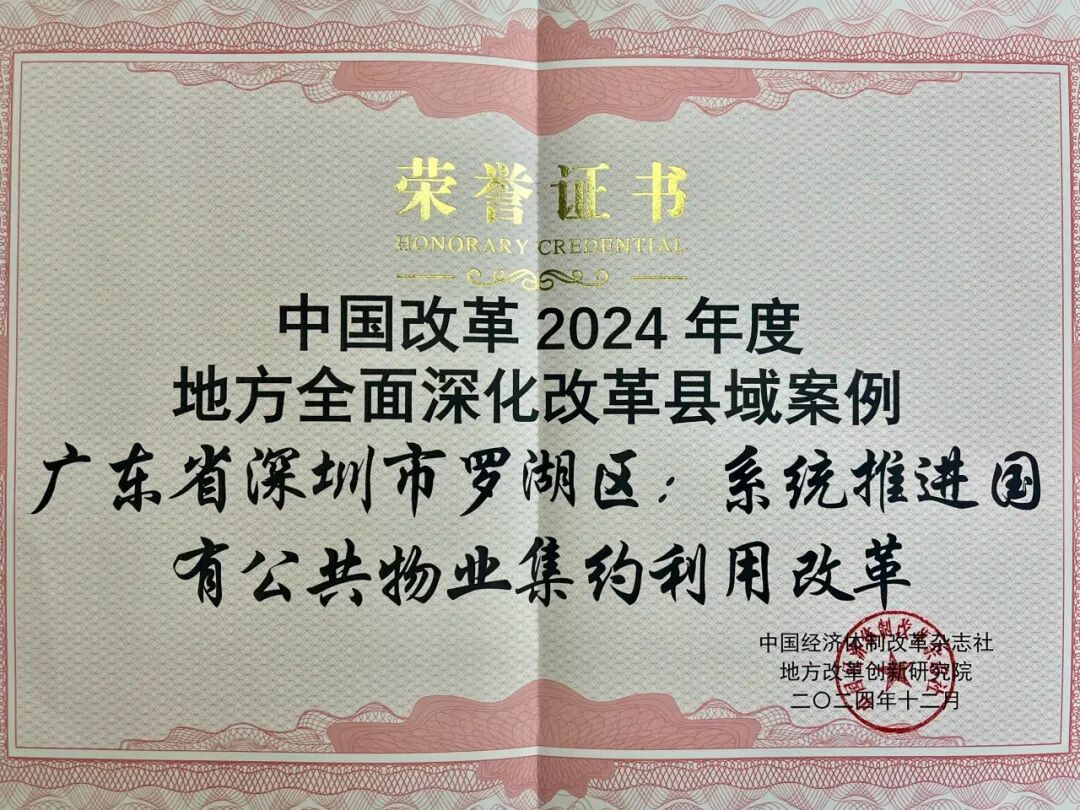 荣誉证书
HONORARY CREDENTIAL
中国改革 2024 年度
地方全面深化改革县域案例
广东省深圳市罗湖区：系统推进国
有公共物业集约利用改革
中国经济体制改革杂志社
地方改革创新研究院
二〇二四年十二月